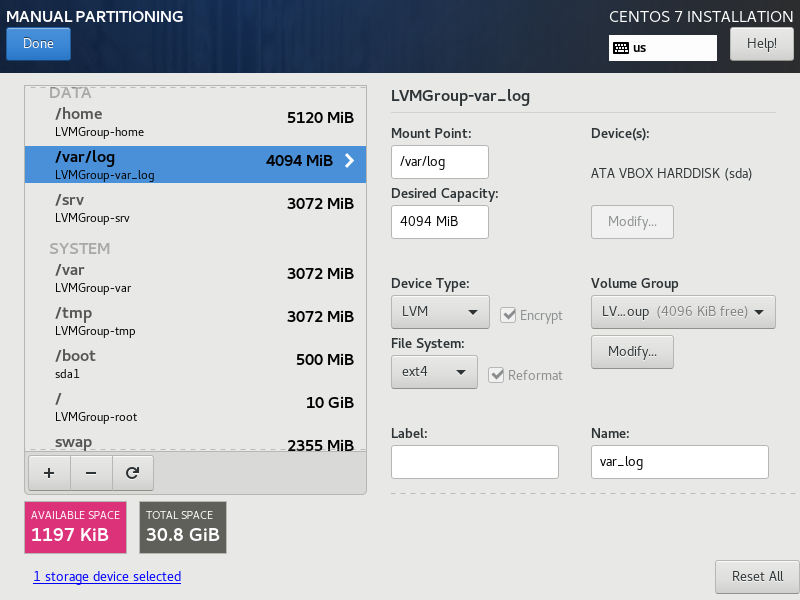 MANUAL PARTITIONING
CENTOS 7 INSTALLATION
Done
us
Help!
DATA
/home
5120 MiB
LVMGroup-home
/var/log
4094 MiB
LVMGroup-var_log
/srv
3072 MiB
LVMGroup-srv
SYSTEM
/var
3072 MiB
LVMGroup-var
/tmp
3072 MiB
LVMGroup-tmp
/boot
500 MiB
sda1
/
10 GiB
LVMGroup-root
swap
2355 MiB
AVAILABLE SPACE
1197 KiB
TOTAL SPACE
30.8 GiB
1 storage device selected
LVMGroup-var_log
Mount Point:
/var/log
Desired Capacity:
4094 MiB
Device(s):
ATA VBOX HARDDISK (sda)
Modify...
Device Type:
LVM
Encrypt
Volume Group
LV...oup (4096 KiB free)
File System:
ext4
Reformat
Modify...
Label:
Name:
var_log
Reset All